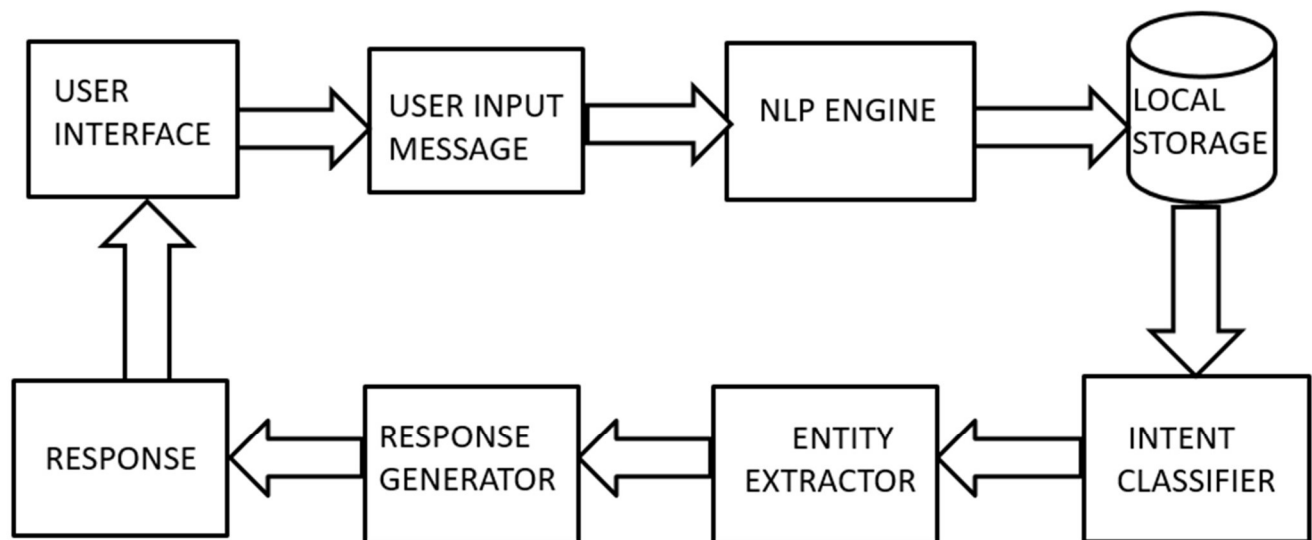 USER
INTERFACE
USER INPUT
MESSAGE
NLP ENGINE
LOCAL
STORAGE
RESPONSE
RESPONSE
GENERATOR
ENTITY
EXTRACTOR
INTENT
CLASSIFIER